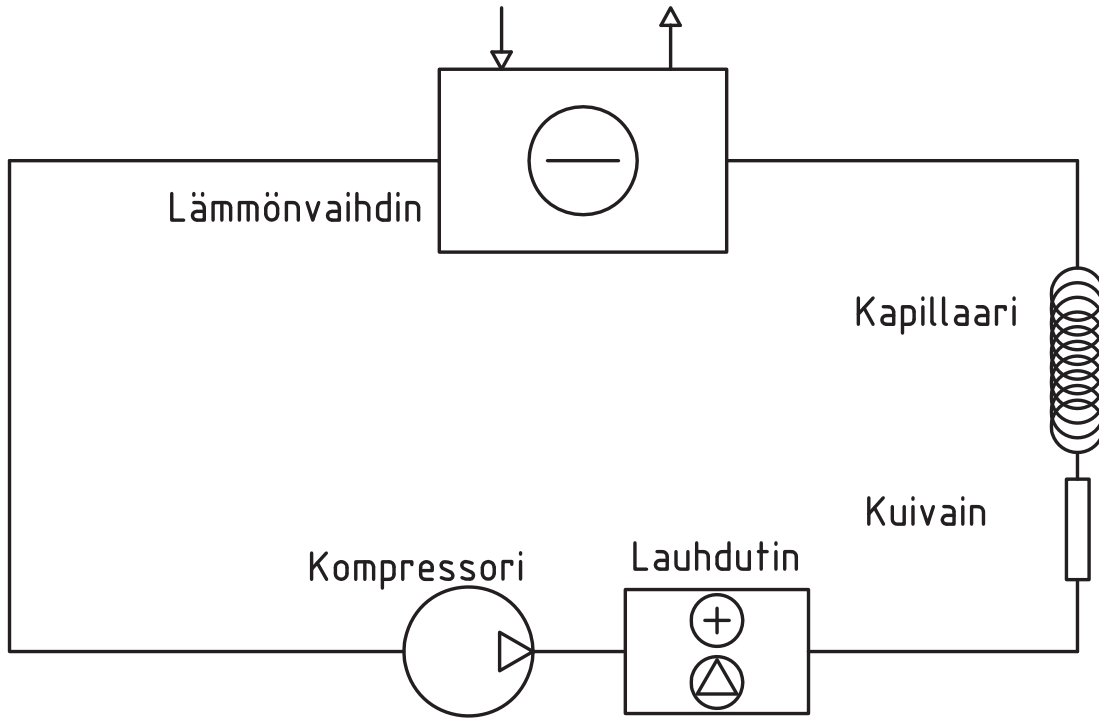 Lämmönvaihdin
Kapillaari
Kuivain
Kompressori
Lauhdutin